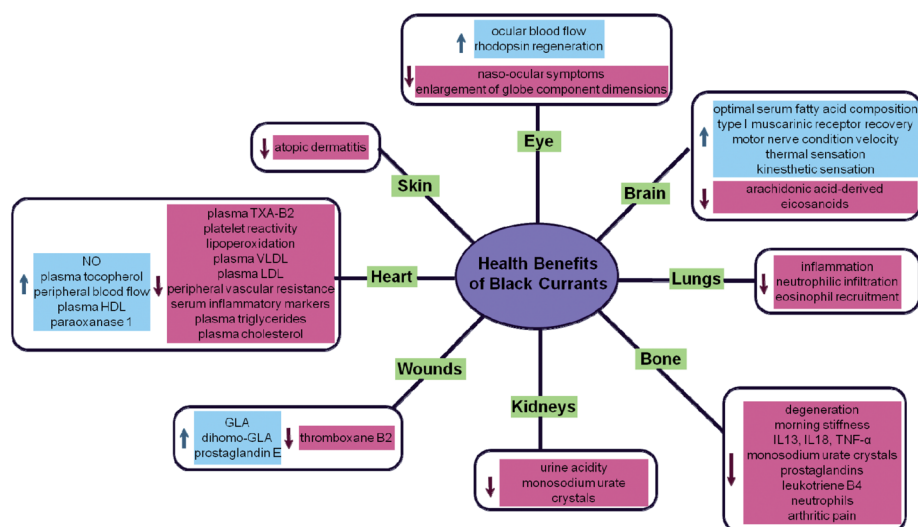 ocular blood flow
rhodopsin regeneration
naso-ocular symptoms
enlargement of globe component dimensions
Eye
optimal serum fatty acid composition
type I muscarinic receptor recovery
motor nerve condition velocity
thermal sensation
kinesthetic sensation
arachidonic acid-derived
eicosanoids
Brain
atopic dermatitis
Skin
NO
plasma tocopherol
peripheral blood flow
plasma HDL
paraoxanase 1
plasma TXA-B2
platelet reactivity
lipoperoxidation
plasma VLDL
plasma LDL
peripheral vascular resistance
serum inflammatory markers
plasma triglycerides
plasma cholesterol
Heart
Health Benefits
of Black Currants
Lungs
inflammation
neutrophilic infiltration
eosinophil recruitment
Wounds
GLA
dihomo-GLA
prostaglandin E
thromboxane B2
Kidneys
urine acidity
monosodium urate
crystals
Bone
degeneration
morning stiffness
IL13, IL18, TNF-α
monosodium urate crystals
prostaglandins
leukotriene B4
neutrophils
arthritic pain